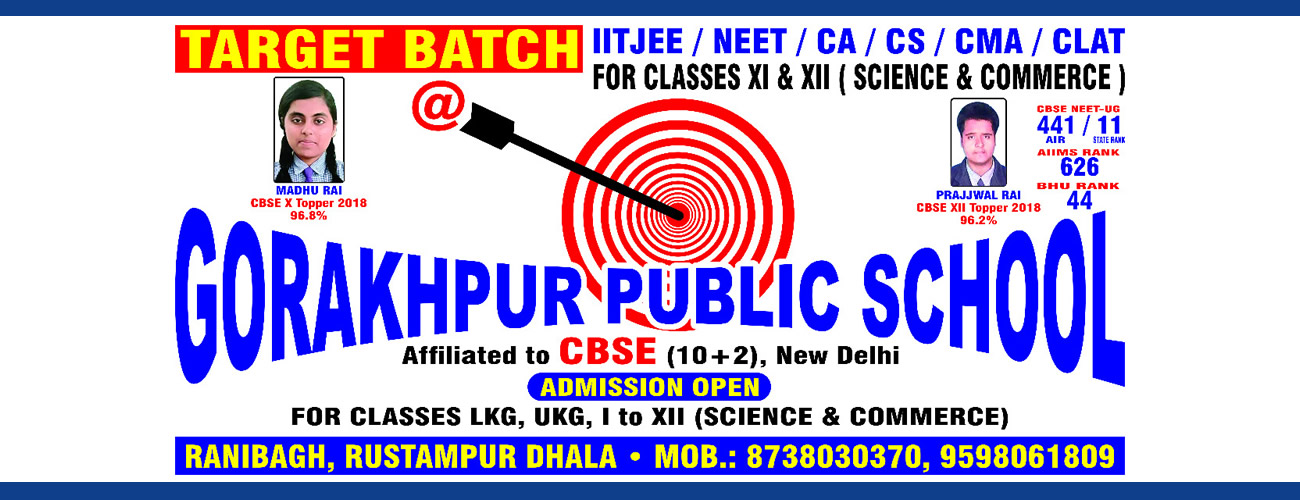 TARGET BATCH
IITJEE / NEET / CA / CS / CMA / CLAT
FOR CLASSES XI & XII ( SCIENCE & COMMERCE )
@
MADHU RAI
CBSE X Topper 2018
96.8%
PRAJJWAL RAI
CBSE XII Topper 2018
96.2%
CBSE NEET-UG
441 / 11
AIR STATE RANK
AIIMS RANK
626
BHU RANK
44
GORAKHPUR PUBLIC SCHOOL
Affiliated to CBSE (10+2), New Delhi
ADMISSION OPEN
FOR CLASSES LKG, UKG, I to XII (SCIENCE & COMMERCE)
RANIBAGH, RUSTAMPUR DHALA • MOB.: 8738030370, 9598061809